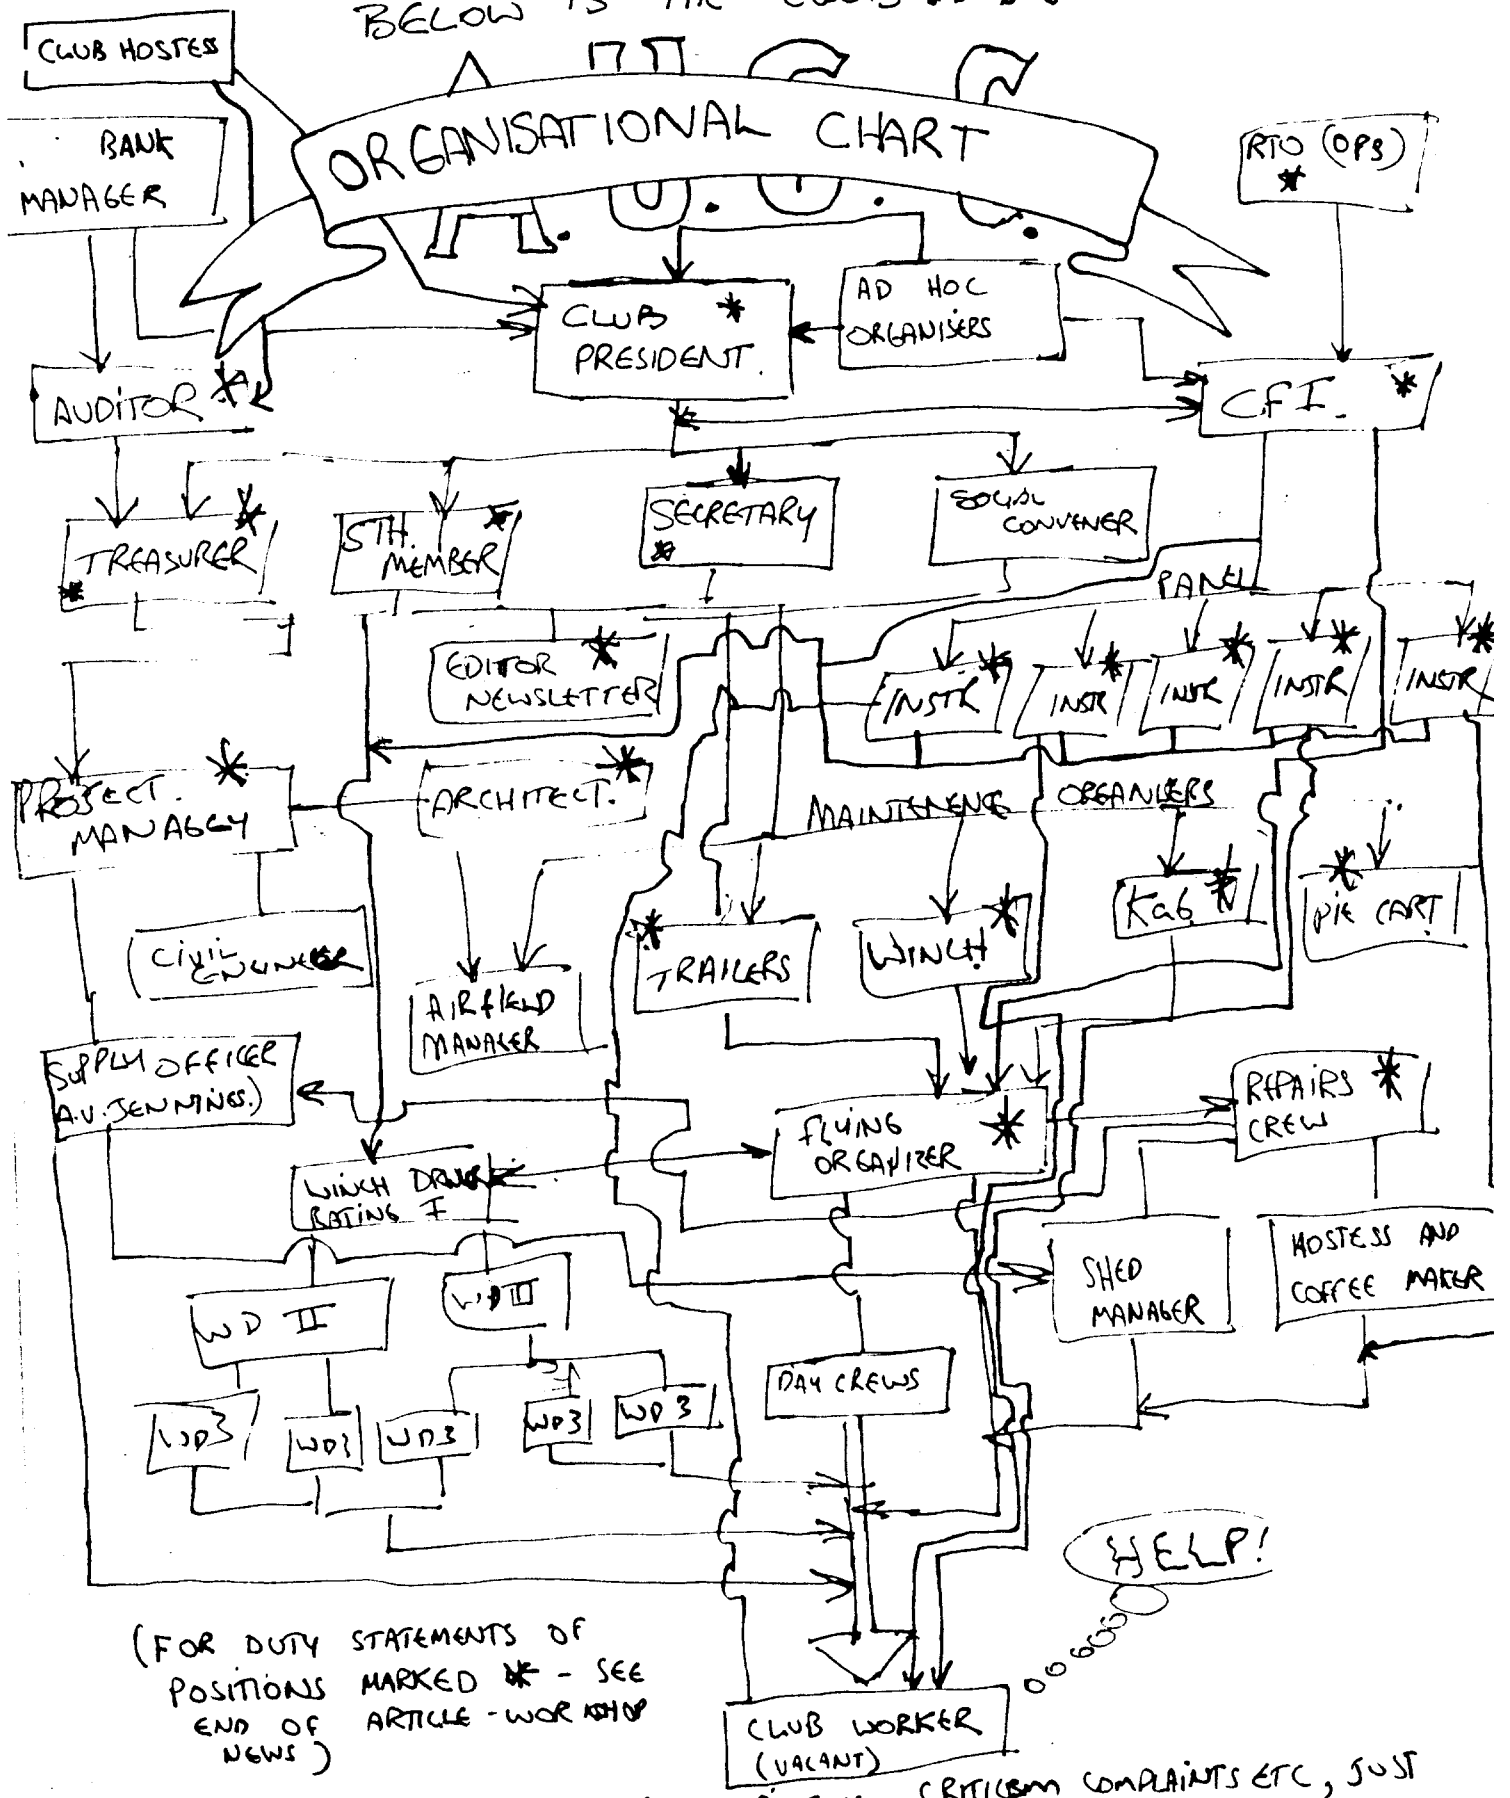 BELOW IS THE
CLUB HOSTESS
A.U.G.C.
ORGANISATIONAL CHART
BANK
MANAGER
RTO (OPS)
*
AD HOC
ORGANISERS
CLUB *
PRESIDENT.
AUDITOR *
C.F.I. *
TREASURER *
*
5TH. *
MEMBER
SECRETARY
*
SOCIAL
CONVENER
PANEL
EDITOR *
NEWSLETTER
INSTR *
INSTR *
INSTR *
INSTR *
INSTR *
PROJECT. *
MANAGER
ARCHITECT. *
MAINTENENCE ORGANISERS
CIVIL
ENGINEER
AIRFIELD
MANAGER
* TRAILERS
WINCH *
Ka6 *
* PIE CART
SUPPLY OFFICER
A.V. JENNINGS.)
FLYING *
ORGANIZER
REPAIRS *
CREW
WINCH DRIVER
RATING I
WD II
WD II
SHED
MANAGER
HOSTESS AND
COFFEE MAKER
WD3
WD3
WD3
WD3
WD3
DAY CREWS
HELP!
(FOR DUTY STATEMENTS OF
POSITIONS MARKED * - SEE
END OF ARTICLE - WORKSHOP
NEWS)
CLUB WORKER
(VACANT)
CRITICISM COMPLAINTS ETC, JUST